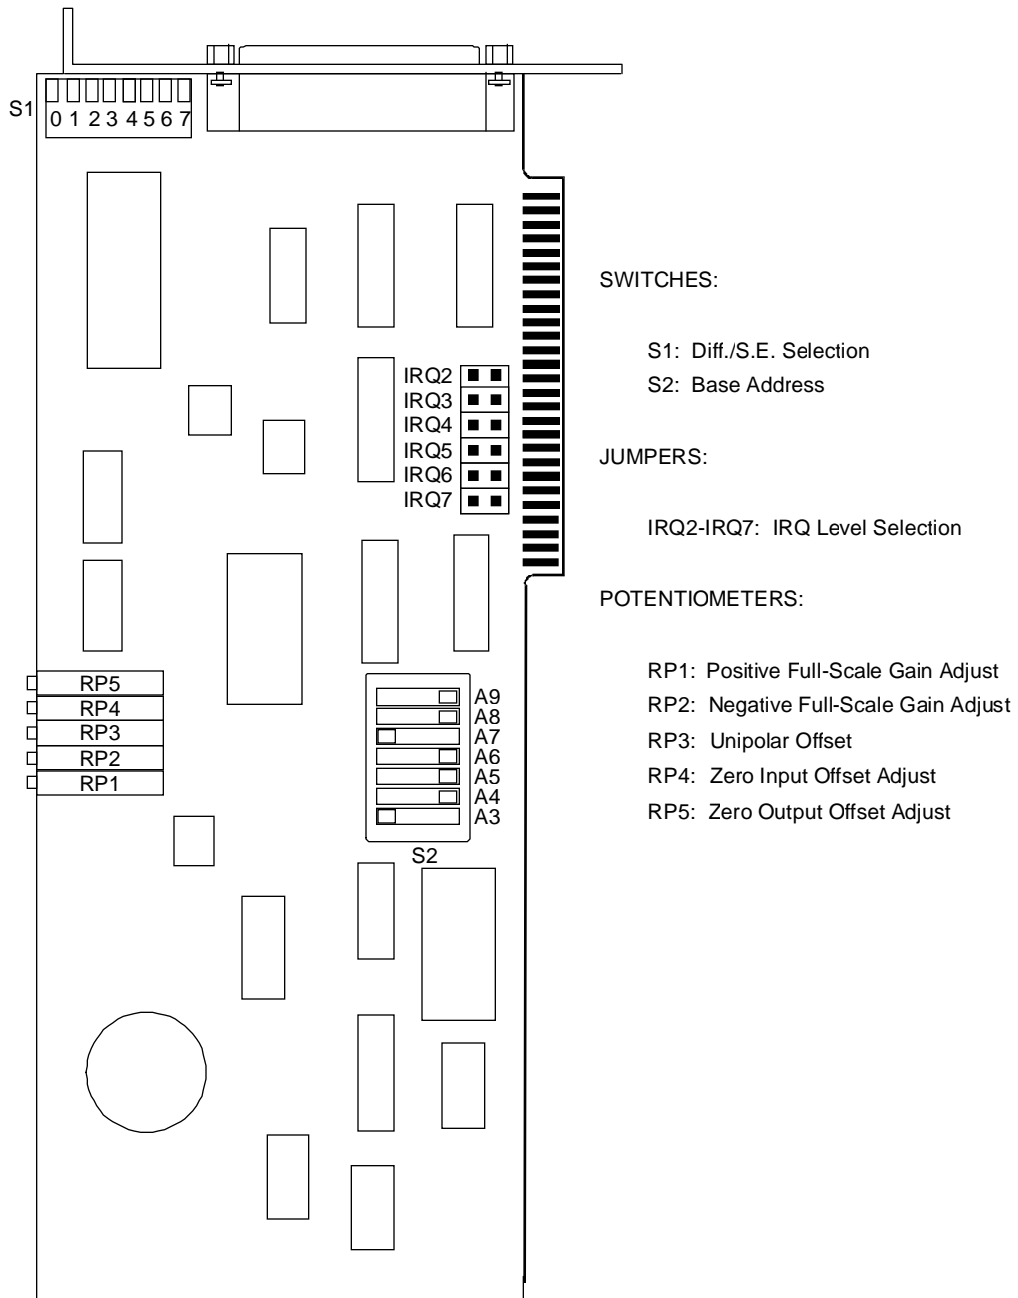 S1
0 1 2 3 4 5 6 7
IRQ2
IRQ3
IRQ4
IRQ5
IRQ6
IRQ7
RP5
RP4
RP3
RP2
RP1
A9
A8
A7
A6
A5
A4
A3
S2
SWITCHES:
S1: Diff./S.E. Selection
S2: Base Address
JUMPERS:
IRQ2-IRQ7: IRQ Level Selection
POTENTIOMETERS:
RP1: Positive Full-Scale Gain Adjust
RP2: Negative Full-Scale Gain Adjust
RP3: Unipolar Offset
RP4: Zero Input Offset Adjust
RP5: Zero Output Offset Adjust